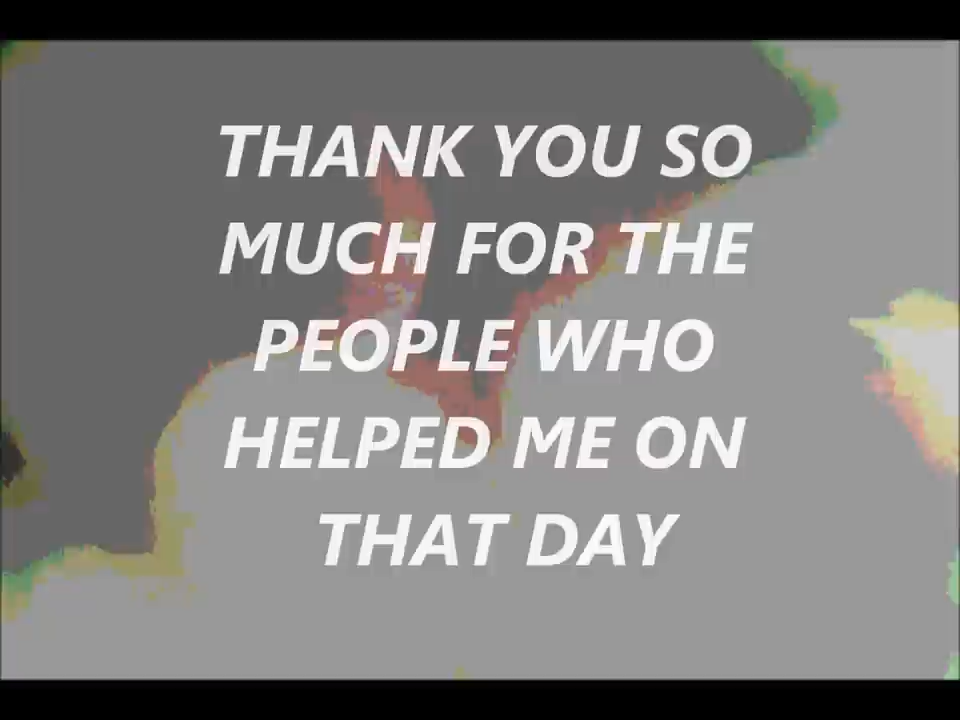 THANK YOU SO
MUCH FOR THE
PEOPLE WHO
HELPED ME ON
THAT DAY